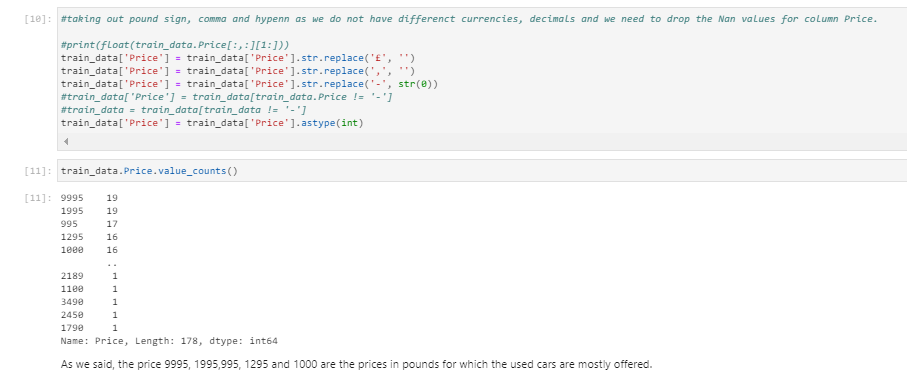 [10]: #taking out pound sign, comma and hypenn as we do not have differenct currencies, decimals and we need to drop the Nan values for column Price.
#print(float(train_data.Price[:,:][1:]))
train_data['Price'] = train_data['Price'].str.replace('£', '')
train_data['Price'] = train_data['Price'].str.replace(',', '')
train_data['Price'] = train_data['Price'].str.replace('-', str(0))
#train_data['Price'] = train_data[train_data.Price != '-']
#train_data = train_data[train_data != '-']
train_data['Price'] = train_data['Price'].astype(int)
[11]: train_data.Price.value_counts()
[11]: 9995 19
1995 19
995 17
1295 16
1000 16
..
2189 1
1100 1
3490 1
2450 1
1790 1
Name: Price, Length: 178, dtype: int64
As we said, the price 9995, 1995,995, 1295 and 1000 are the prices in pounds for which the used cars are mostly offered.